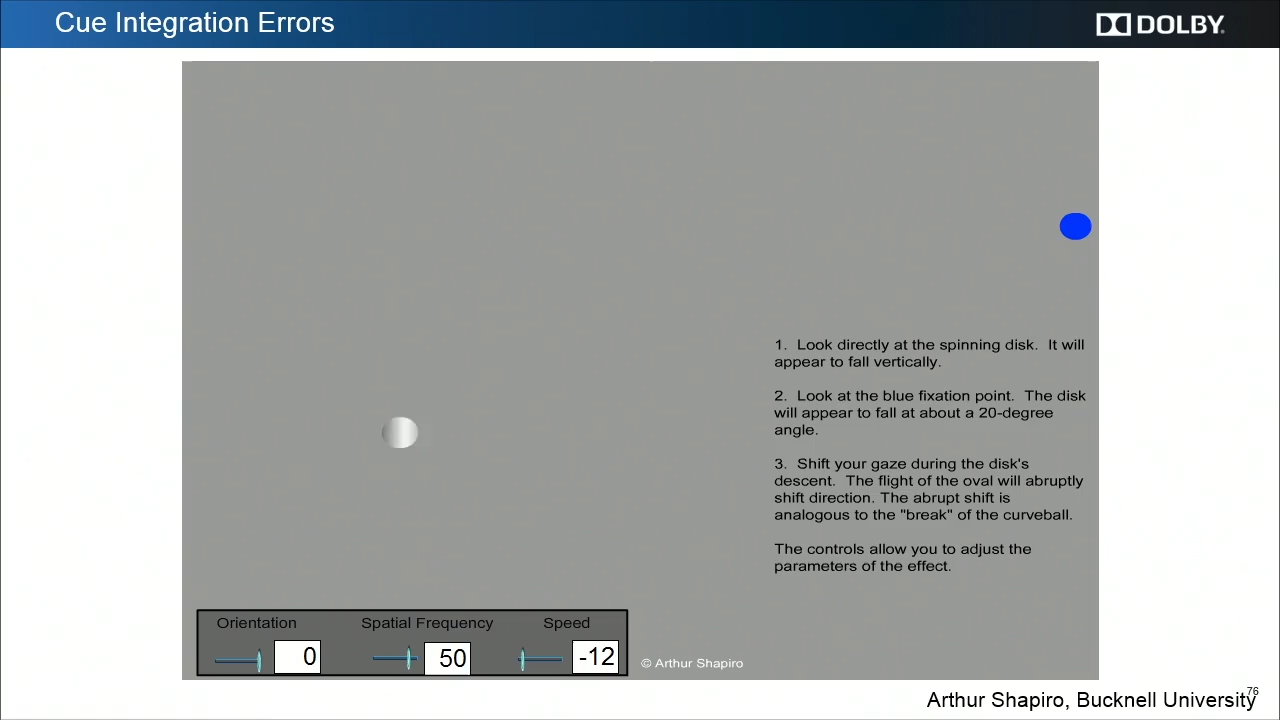 Cue Integration Errors
DOLBY
1. Look directly at the spinning disk. It will
appear to fall vertically.
2. Look at the blue fixation point. The disk
will appear to fall at about a 20-degree
angle.
3. Shift your gaze during the disk's
descent. The flight of the oval will abruptly
shift direction. The abrupt shift is
analogous to the "break" of the curveball.
The controls allow you to adjust the
parameters of the effect.
Orientation Spatial Frequency Speed
0 50 -12
© Arthur Shapiro
Arthur Shapiro, Bucknell University
76